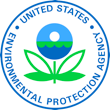 UNITED STATES
ENVIRONMENTAL PROTECTION AGENCY